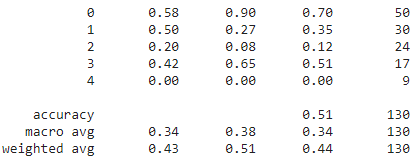 0 0.58 0.90 0.70 50
1 0.50 0.27 0.35 30
2 0.20 0.08 0.12 24
3 0.42 0.65 0.51 17
4 0.00 0.00 0.00 9
accuracy 0.51 130
macro avg 0.34 0.38 0.34 130
weighted avg 0.43 0.51 0.44 130